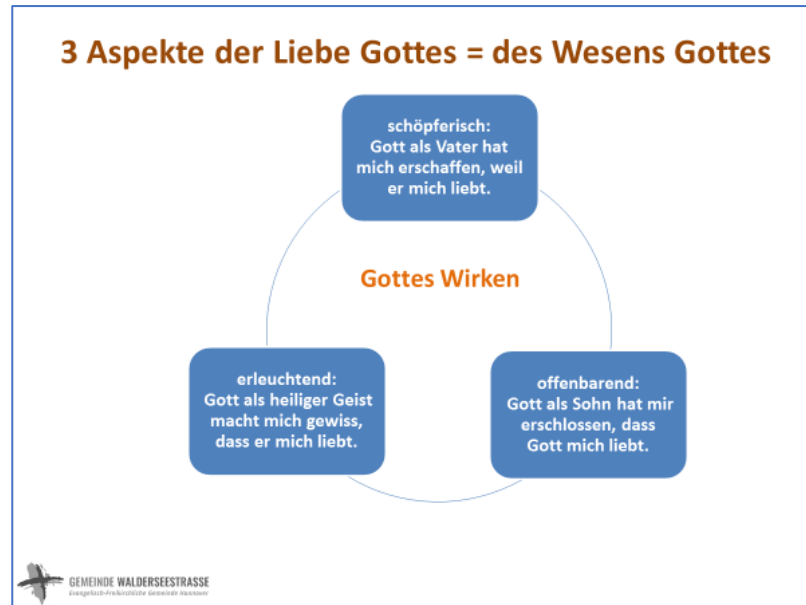 3 Aspekte der Liebe Gottes = des Wesens Gottes
schöpferisch:
Gott als Vater hat
mich erschaffen, weil
er mich liebt.
Gottes Wirken
erleuchtend:
Gott als heiliger Geist
macht mich gewiss,
dass er mich liebt.
offenbarend:
Gott als Sohn hat mir
erschlossen, dass
Gott mich liebt.
GEMEINDE WALDERSEESTRASSE
Evangelisch-Freikirchliche Gemeinde Hannover